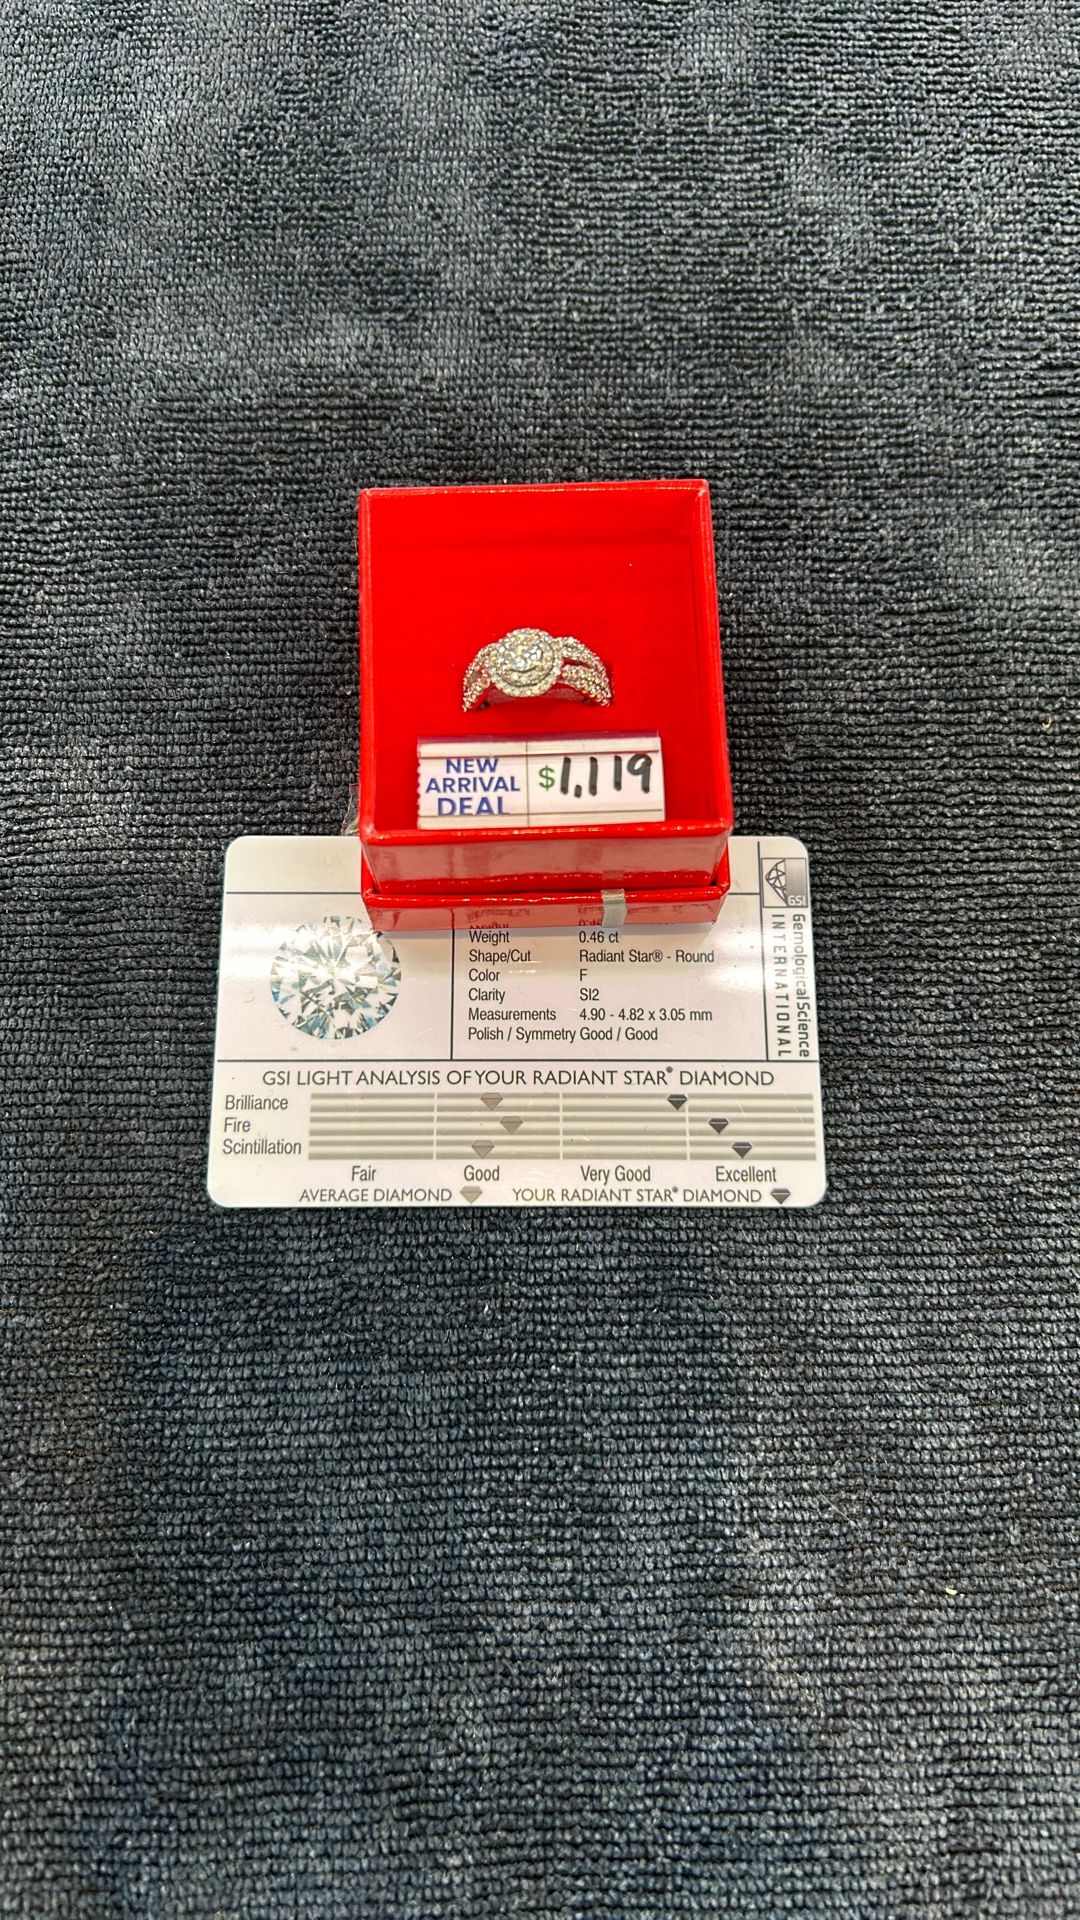 NEW
ARRIVAL
DEAL
$1,119
Weight 0.46 ct
Shape/Cut Radiant Star® - Round
Color F
Clarity SI2
Measurements 4.90 - 4.82 x 3.05 mm
Polish / Symmetry Good / Good
GSI
Gemological Science
INTERNATIONAL
GSI LIGHT ANALYSIS OF YOUR RADIANT STAR® DIAMOND
Brilliance
Fire
Scintillation
Fair Good Very Good Excellent
AVERAGE DIAMOND YOUR RADIANT STAR® DIAMOND